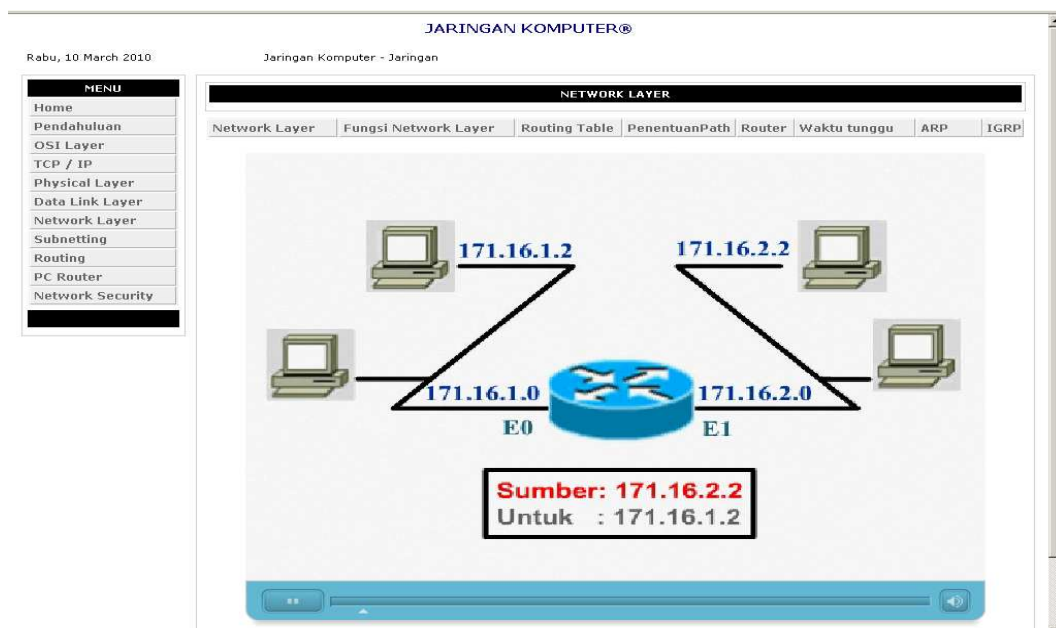 JARINGAN KOMPUTER®
Rabu, 10 March 2010
Jaringan Komputer - Jaringan
MENU
Home
Pendahuluan
OSI Layer
TCP / IP
Physical Layer
Data Link Layer
Network Layer
Subnetting
Routing
PC Router
Network Security
NETWORK LAYER
Network Layer Fungsi Network Layer Routing Table PenentuanPath Router Waktu tunggu ARP IGRP
171.16.1.2 171.16.2.2
171.16.1.0 171.16.2.0
E0 E1
Sumber: 171.16.2.2
Untuk : 171.16.1.2